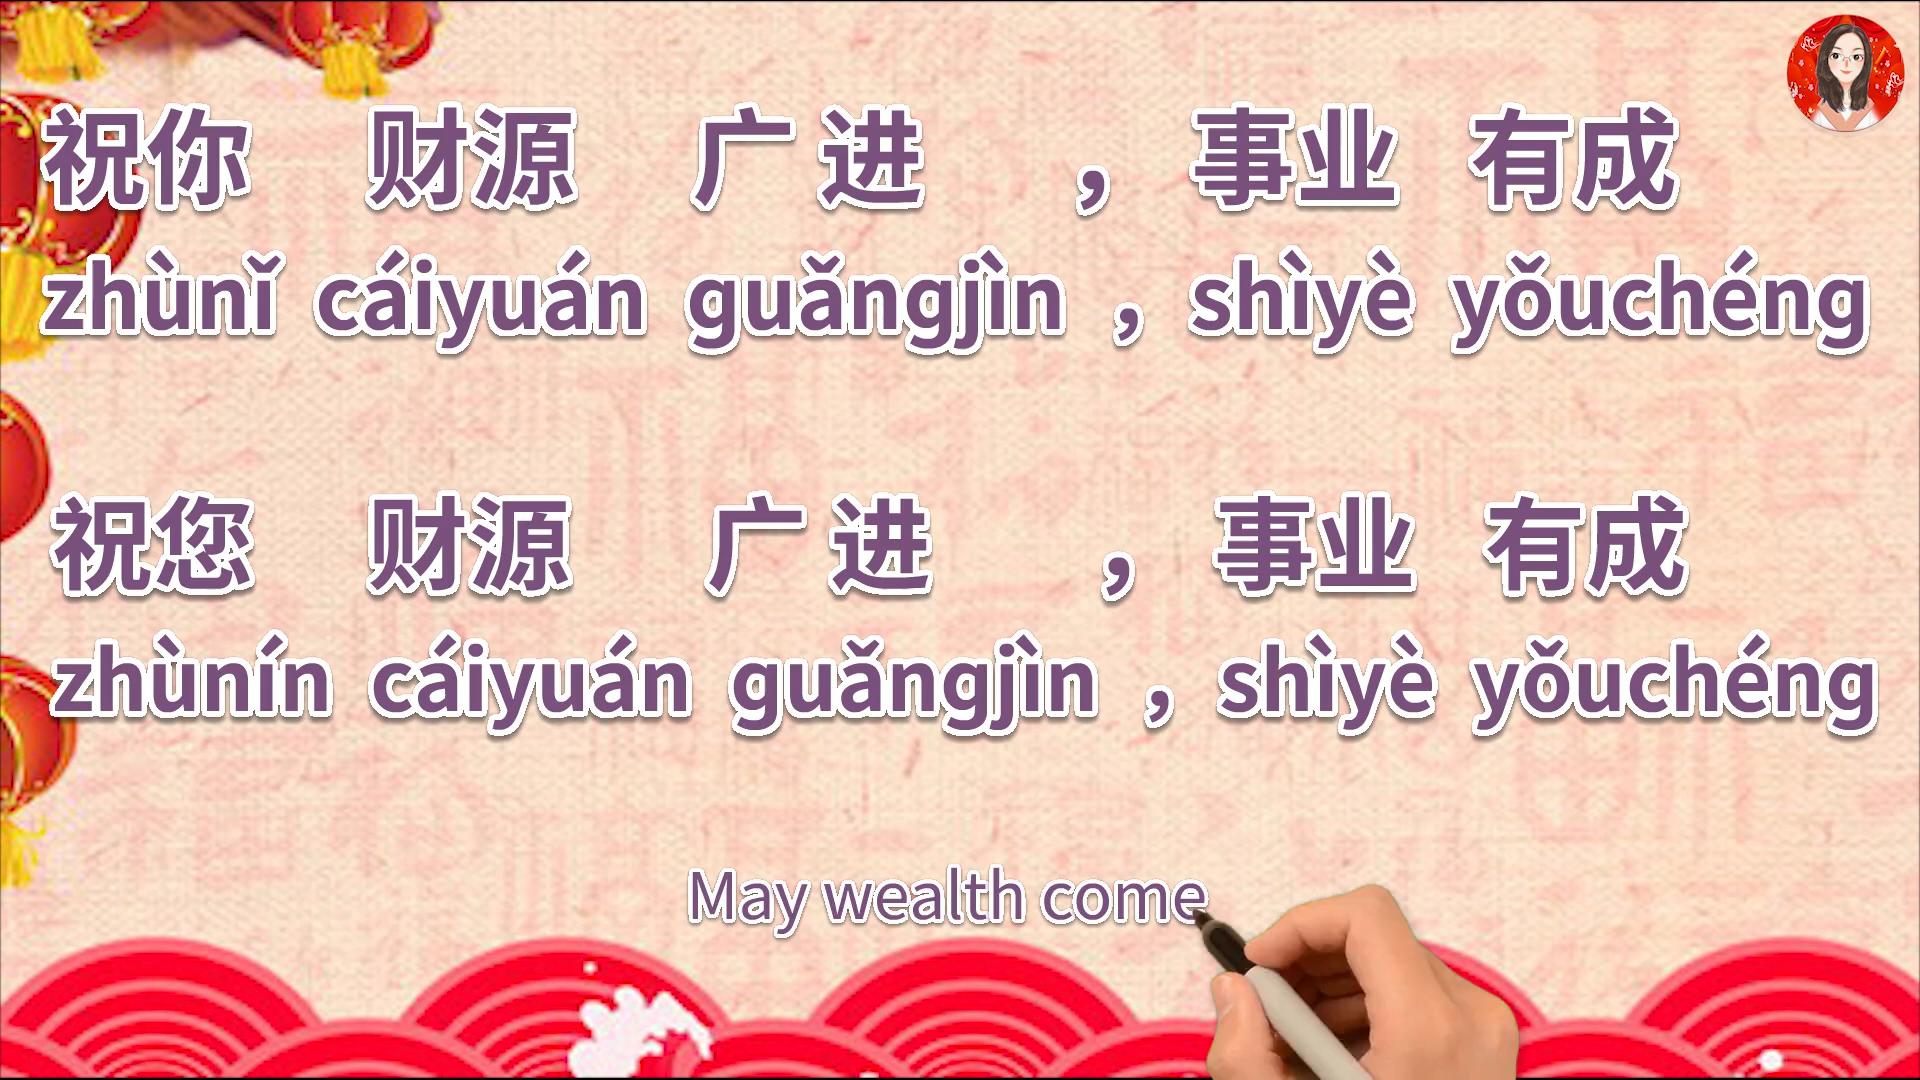 祝你 财源 广进 ，事业 有成
zhùnǐ cáiyuán guǎngjìn ，shìyè yǒuchéng
祝您 财源 广进 ，事业 有成
zhùnín cáiyuán guǎngjìn ，shìyè yǒuchéng
May wealth come